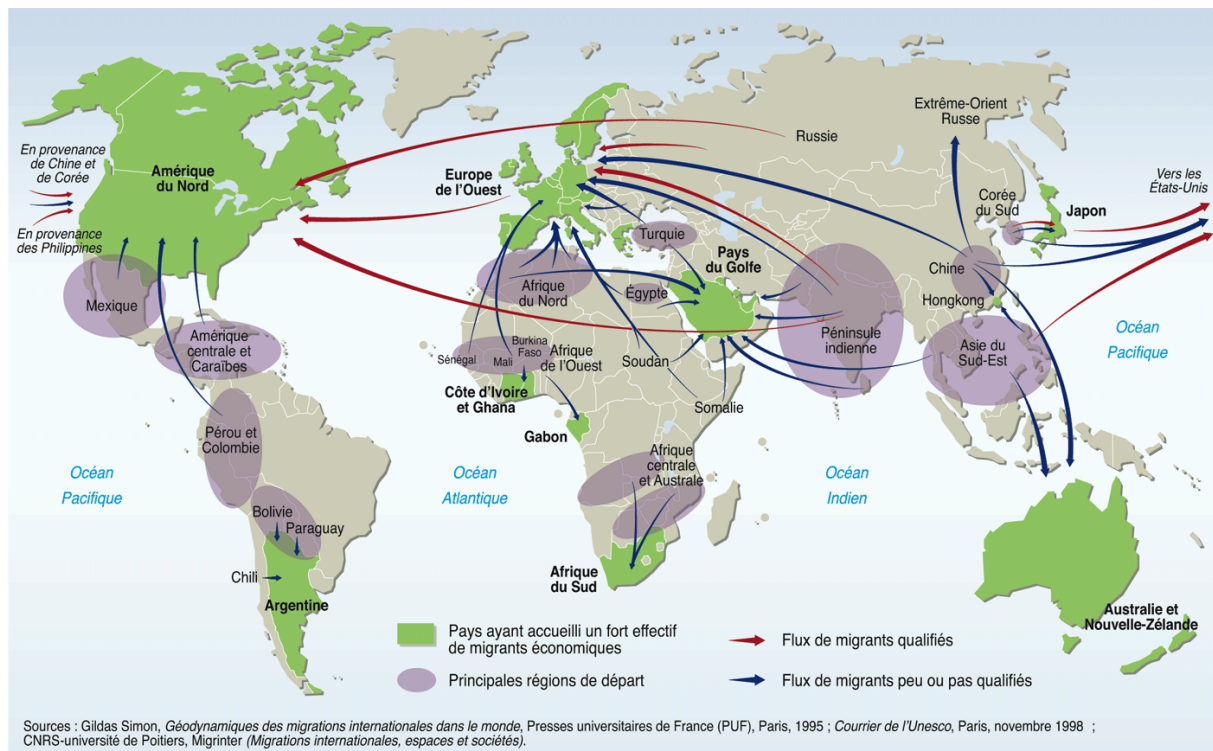 Extrême-Orient
Russe
Russie
En provenance
de Chine et
de Corée
Amérique
du Nord
Europe
de l'Ouest
Vers les
États-Unis
Corée
du Sud
Japon
En provenance
des Philippines
Turquie
Pays
du Golfe
Chine
Mexique
Afrique
du Nord
Égypte
Hongkong
Océan
Pacifique
Amérique
centrale et
Caraïbes
Péninsule
indienne
Asie du
Sud-Est
Sénégal
Mali
Burkina
Faso
Afrique
de l'Ouest
Soudan
Côte d'Ivoire
et Ghana
Somalie
Gabon
Pérou et
Colombie
Afrique
centrale
et Australe
Océan
Pacifique
Océan
Atlantique
Océan
Indien
Bolivie
Paraguay
Chili
Argentine
Afrique
du Sud
Australie et
Nouvelle-Zélande
Pays ayant accueilli un fort effectif
de migrants économiques
Principales régions de départ
Flux de migrants qualifiés
Flux de migrants peu ou pas qualifiés
Sources : Gildas Simon, Géodynamiques des migrations internationales dans le monde, Presses universitaires de France (PUF), Paris, 1995 ; Courrier de l'Unesco, Paris, novembre 1998 ;
CNRS-université de Poitiers, Migrinter (Migrations internationales, espaces et sociétés).